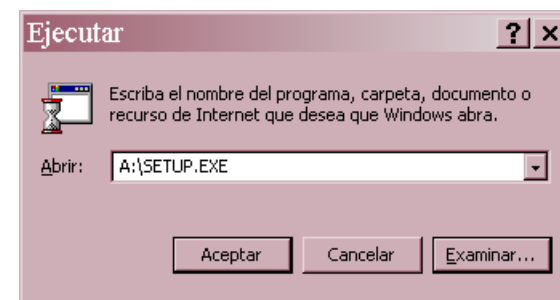 Ejecutar
Escriba el nombre del programa, carpeta, documento o
recurso de Internet que desea que Windows abra.
Abrir: A:\SETUP.EXE
Aceptar Cancelar Examinar...